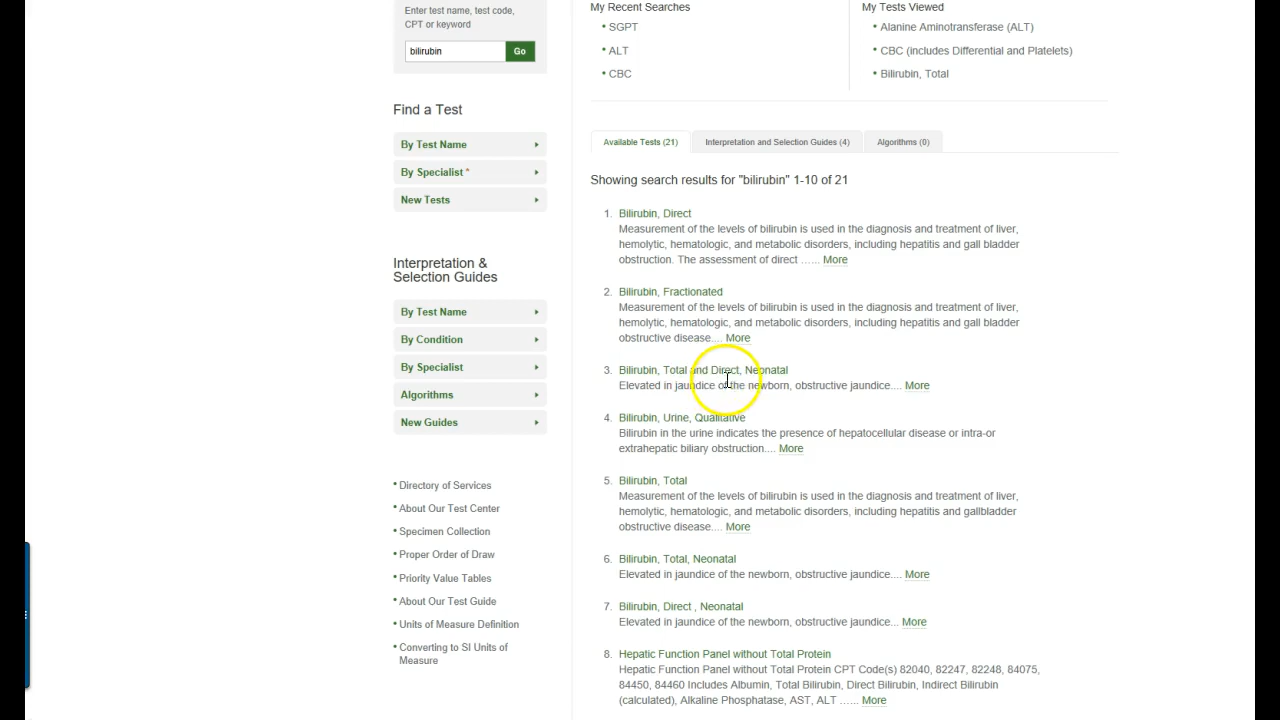 Enter test name, test code,
CPT or keyword
bilirubin Go
Find a Test
By Test Name
By Specialist *
New Tests
Interpretation &
Selection Guides
By Test Name
By Condition
By Specialist
Algorithms
New Guides
• Directory of Services
• About Our Test Center
• Specimen Collection
• Proper Order of Draw
• Priority Value Tables
• About Our Test Guide
• Units of Measure Definition
• Converting to SI Units of
Measure
My Recent Searches
• SGPT
• ALT
• CBC
My Tests Viewed
• Alanine Aminotransferase (ALT)
• CBC (includes Differential and Platelets)
• Bilirubin, Total
Available Tests (21) Interpretation and Selection Guides (4) Algorithms (0)
Showing search results for "bilirubin" 1-10 of 21
1. Bilirubin, Direct
Measurement of the levels of bilirubin is used in the diagnosis and treatment of liver,
hemolytic, hematologic, and metabolic disorders, including hepatitis and gall bladder
obstruction. The assessment of direct ...... More
2. Bilirubin, Fractionated
Measurement of the levels of bilirubin is used in the diagnosis and treatment of liver,
hemolytic, hematologic, and metabolic disorders, including hepatitis and gall bladder
obstructive disease.... More
3. Bilirubin, Total and Direct, Neonatal
Elevated in jaundice of the newborn, obstructive jaundice.... More
4. Bilirubin, Urine, Qualitative
Bilirubin in the urine indicates the presence of hepatocellular disease or intra-or
extrahepatic biliary obstruction.... More
5. Bilirubin, Total
Measurement of the levels of bilirubin is used in the diagnosis and treatment of liver,
hemolytic, hematologic, and metabolic disorders, including hepatitis and gallbladder
obstructive disease.... More
6. Bilirubin, Total, Neonatal
Elevated in jaundice of the newborn, obstructive jaundice.... More
7. Bilirubin, Direct , Neonatal
Elevated in jaundice of the newborn, obstructive jaundice... More
8. Hepatic Function Panel without Total Protein
Hepatic Function Panel without Total Protein CPT Code(s) 82040, 82247, 82248, 84075,
84450, 84460 Includes Albumin, Total Bilirubin, Direct Bilirubin, Indirect Bilirubin
(calculated), Alkaline Phosphatase, AST, ALT ...... More